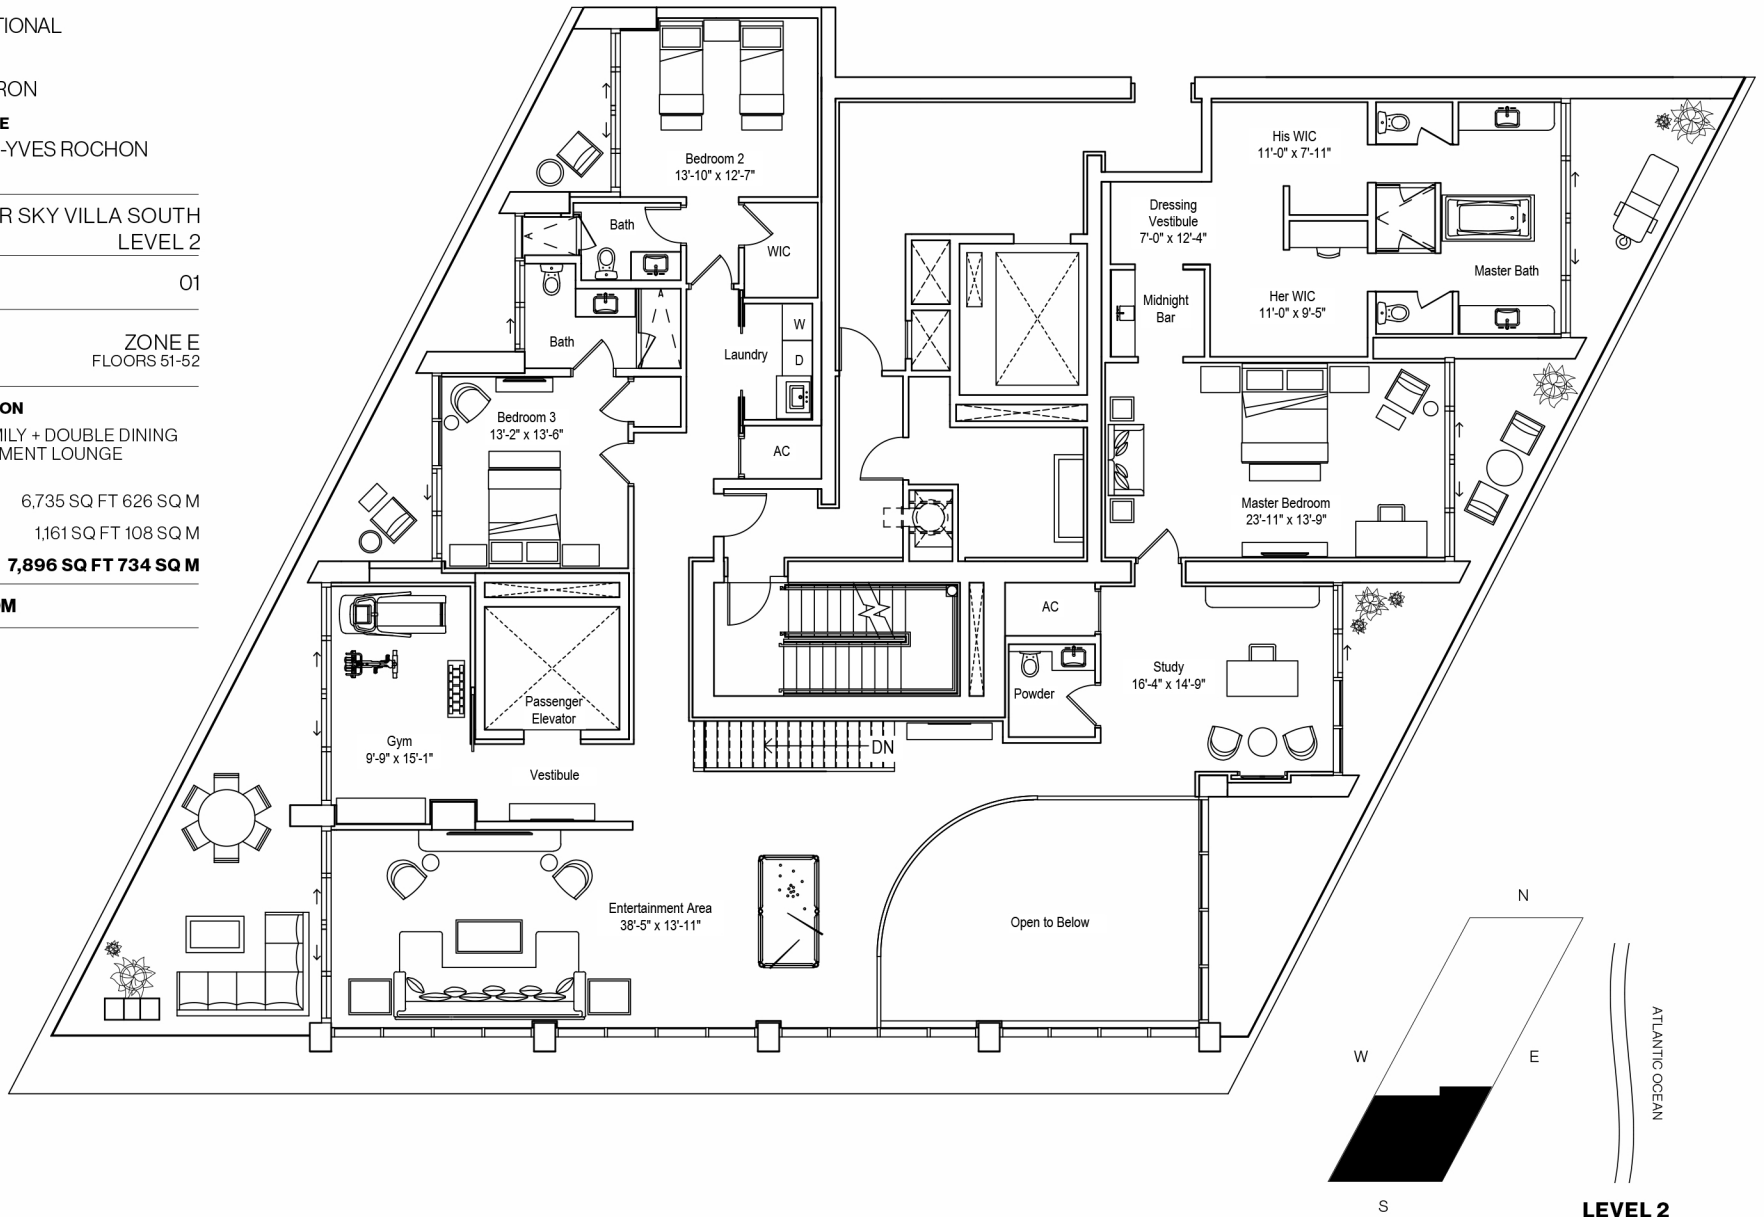 TIONAL
RON
E
-YVES ROCHON
R SKY VILLA SOUTH
LEVEL 2
01
ZONE E
FLOORS 51-52
ON
MILY + DOUBLE DINING
MENT LOUNGE
6,735 SQ FT 626 SQ M
1,161 SQ FT 108 SQ M
7,896 SQ FT 734 SQ M
OM
Bedroom 2
13'-10" x 12'-7"
Bath
A
WIC
Bath
A
Laundry
W
D
AC
Bedroom 3
13'-2" x 13'-6"
His WIC
11'-0" x 7'-11"
Dressing
Vestibule
7'-0" x 12'-4"
A
Master Bath
Midnight
Bar
Her WIC
11'-0" x 9'-5"
Master Bedroom
23'-11" x 13'-9"
AC
Powder
Study
16'-4" x 14'-9"
Passenger
Elevator
Gym
9'-9" x 15'-1"
Vestibule
DN
Entertainment Area
38'-5" x 13'-11"
Open to Below
N
W
E
S
ATLANTIC OCEAN
LEVEL 2